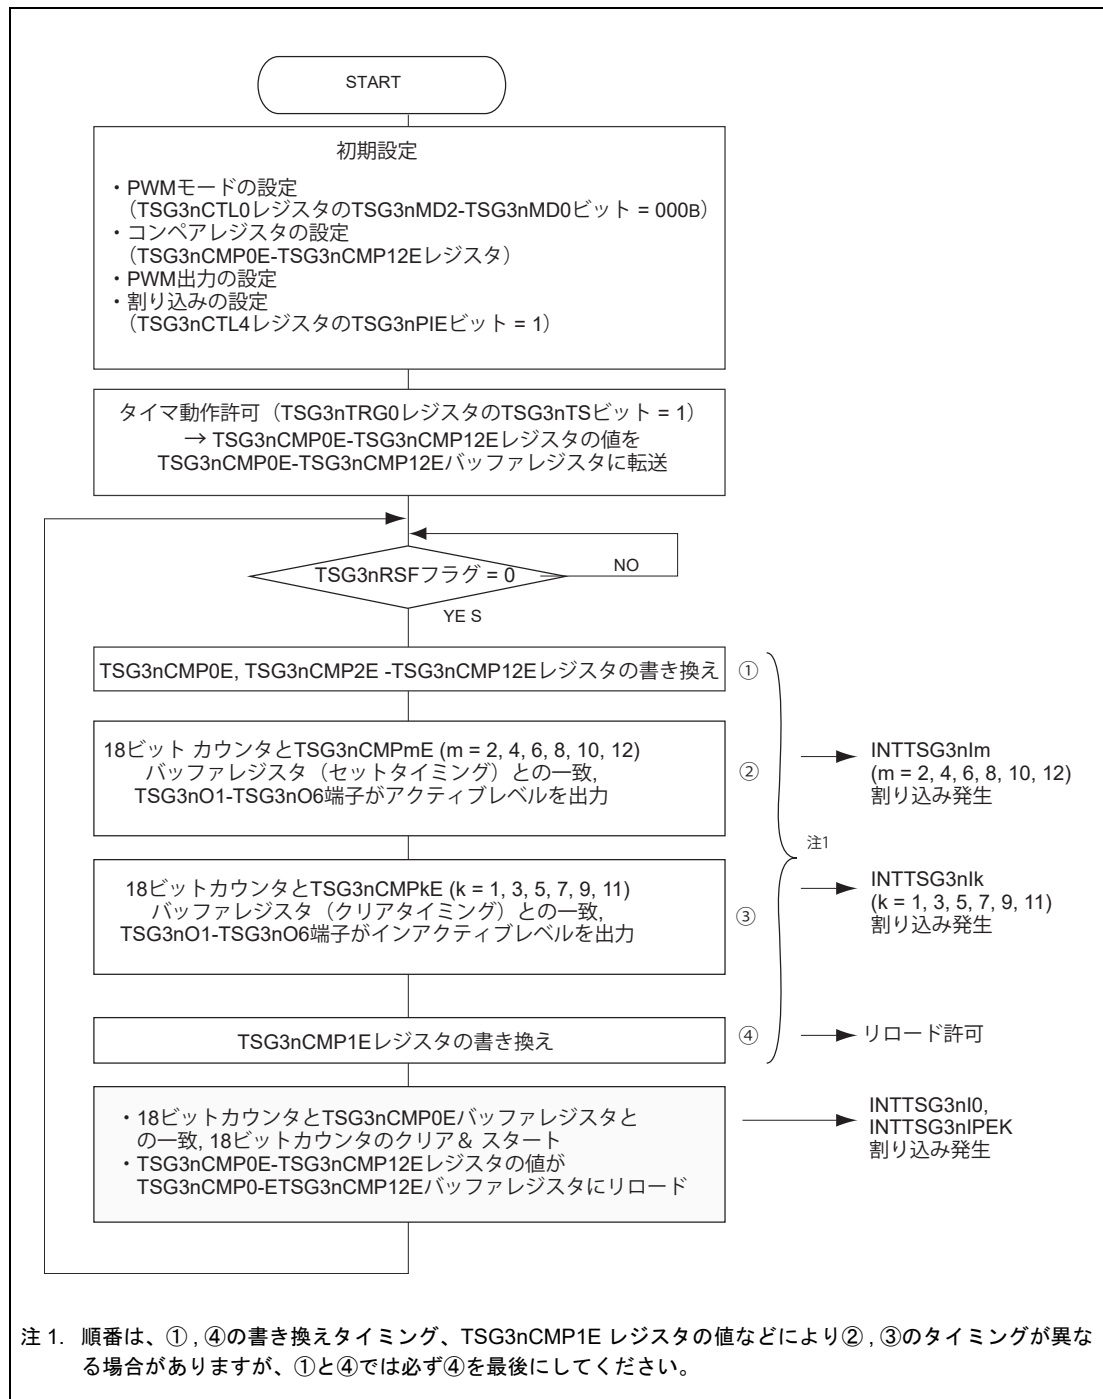 START
初期設定
・PWMモードの設定
（TSG3nCTL0レジスタのTSG3nMD2-TSG3nMD0ビット = 000B）
・コンペアレジスタの設定
（TSG3nCMP0E-TSG3nCMP12Eレジスタ）
・PWM出力の設定
・割り込みの設定
（TSG3nCTL4レジスタのTSG3nPIEビット = 1）
タイマ動作許可（TSG3nTRG0レジスタのTSG3nTSビット = 1）
→ TSG3nCMP0E-TSG3nCMP12Eレジスタの値を
TSG3nCMP0E-TSG3nCMP12Eバッファレジスタに転送
TSG3nRSFフラグ = 0
NO
YE S
TSG3nCMP0E, TSG3nCMP2E -TSG3nCMP12Eレジスタの書き換え
①
18ビット カウンタとTSG3nCMPmE (m = 2, 4, 6, 8, 10, 12)
バッファレジスタ（セットタイミング）との一致,
TSG3nO1-TSG3nO6端子がアクティブレベルを出力
②
INTTSG3nIm
(m = 2, 4, 6, 8, 10, 12)
割り込み発生
注1
18ビットカウンタとTSG3nCMPkE (k = 1, 3, 5, 7, 9, 11)
バッファレジスタ（クリアタイミング）との一致,
TSG3nO1-TSG3nO6端子がインアクティブレベルを出力
③
INTTSG3nIk
(k = 1, 3, 5, 7, 9, 11)
割り込み発生
TSG3nCMP1Eレジスタの書き換え
④
リロード許可
・18ビットカウンタとTSG3nCMP0Eバッファレジスタと
の一致, 18ビットカウンタのクリア＆ スタート
・TSG3nCMP0E-TSG3nCMP12Eレジスタの値が
TSG3nCMP0-ETSG3nCMP12Eバッファレジスタにリロード
INTTSG3nI0,
INTTSG3nIPEK
割り込み発生
注 1. 順番は、① , ④の書き換えタイミング、TSG3nCMP1E レジスタの値などにより② , ③のタイミングが異な
る場合がありますが、①と④では必ず④を最後にしてください。